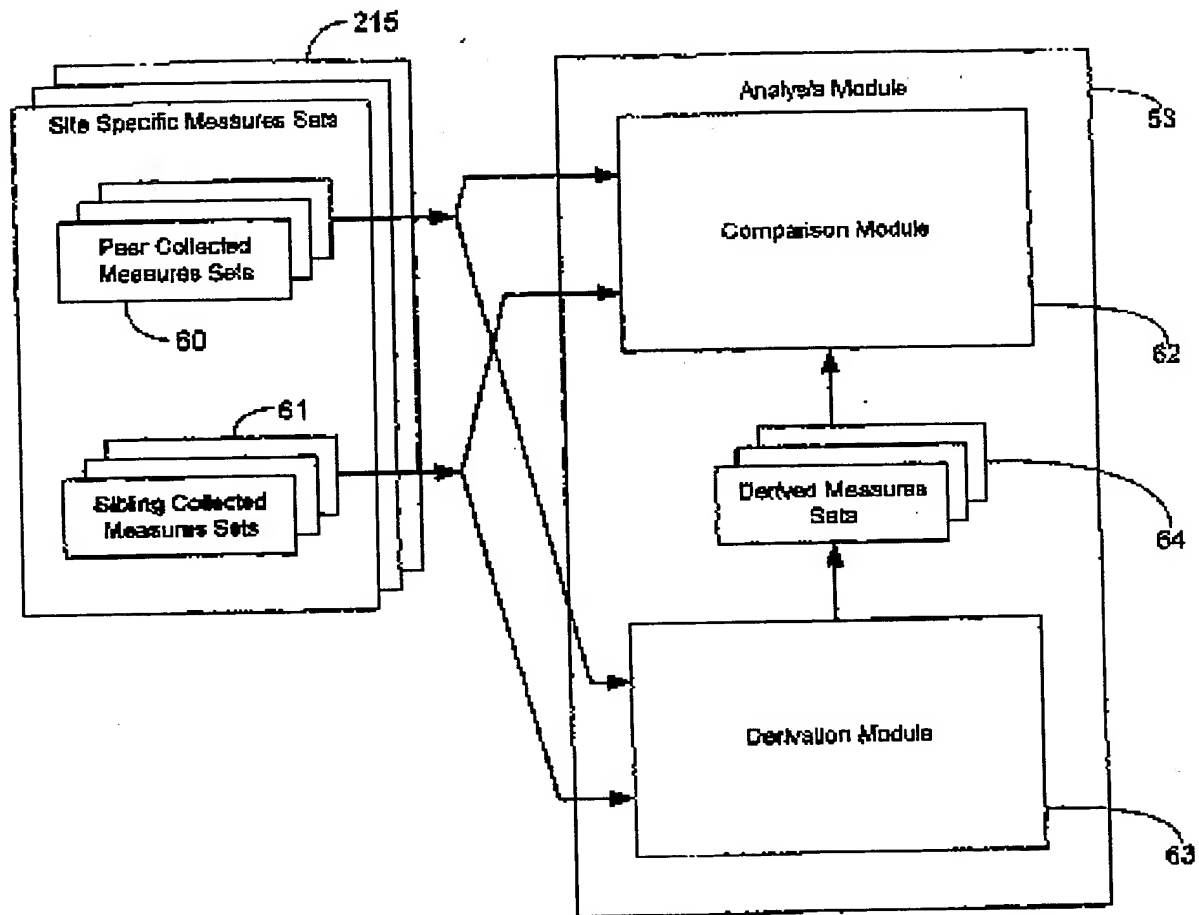 215
Site Specific Measures Sets
Peer Collected
Measures Sets
60
61
Sibling Collected
Measures Sets
Analysis Module
53
Comparison Module
62
Derived Measures
Sets
64
Derivation Module
63